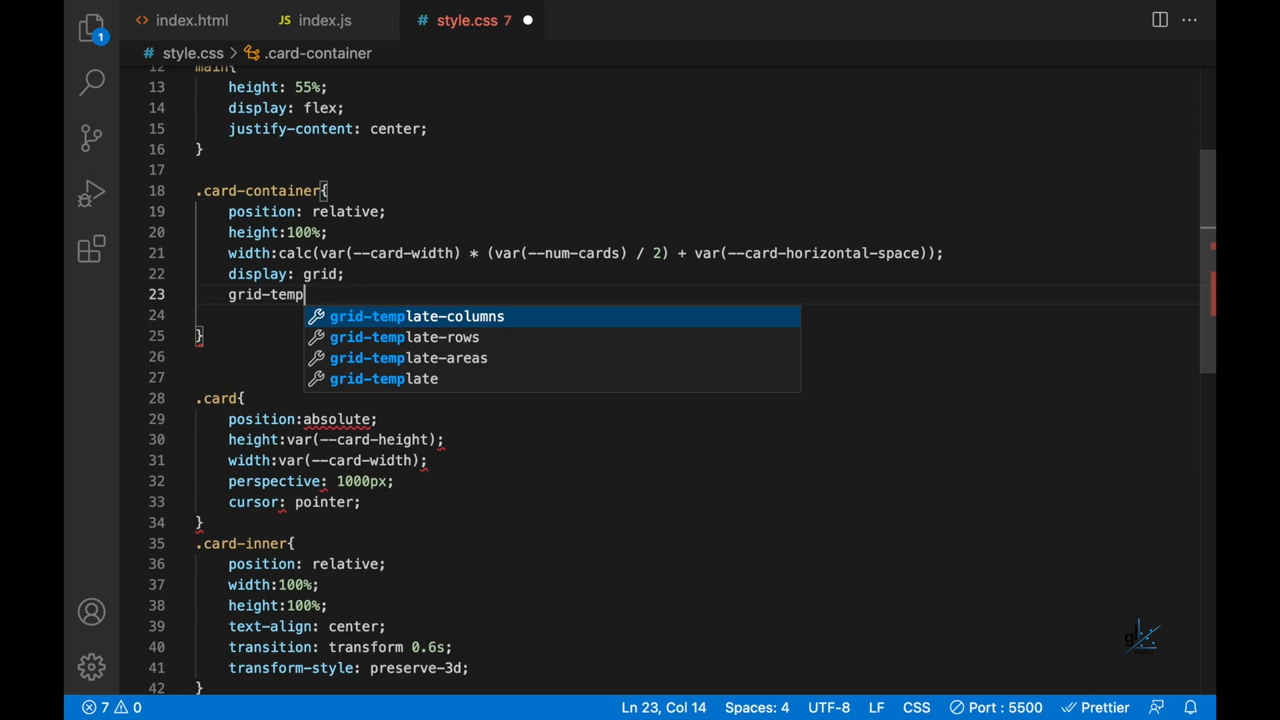 <> index.html JS index.js # style.css 7 ●
# style.css > .card-container
12 main{
13 height: 55%;
14 display: flex;
15 justify-content: center;
16 }
17
18 .card-container{
19 position: relative;
20 height:100%;
21 width:calc(var(--card-width) * (var(--num-cards) / 2) + var(--card-horizontal-space));
22 display: grid;
23 grid-temp
24 grid-template-columns
grid-template-rows
25 }
26 grid-template-areas
27 grid-template
28 .card{
29 position:absolute;
30 height:var(--card-height);
31 width:var(--card-width);
32 perspective: 1000px;
33 cursor: pointer;
34 }
35 .card-inner{
36 position: relative;
37 width:100%;
38 height:100%;
39 text-align: center;
40 transition: transform 0.6s;
41 transform-style: preserve-3d;
42 }
1
7 0 Ln 23, Col 14 Spaces: 4 UTF-8 LF CSS Port : 5500 Prettier